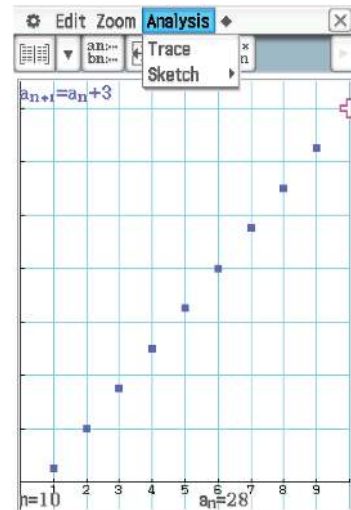 Edit Zoom Analysis
an:…
bn:…
Trace
Sketch
n
aₙ₊₁=aₙ+3
1 2 3 4 5 6 7 8 9
n=10 aₙ=28